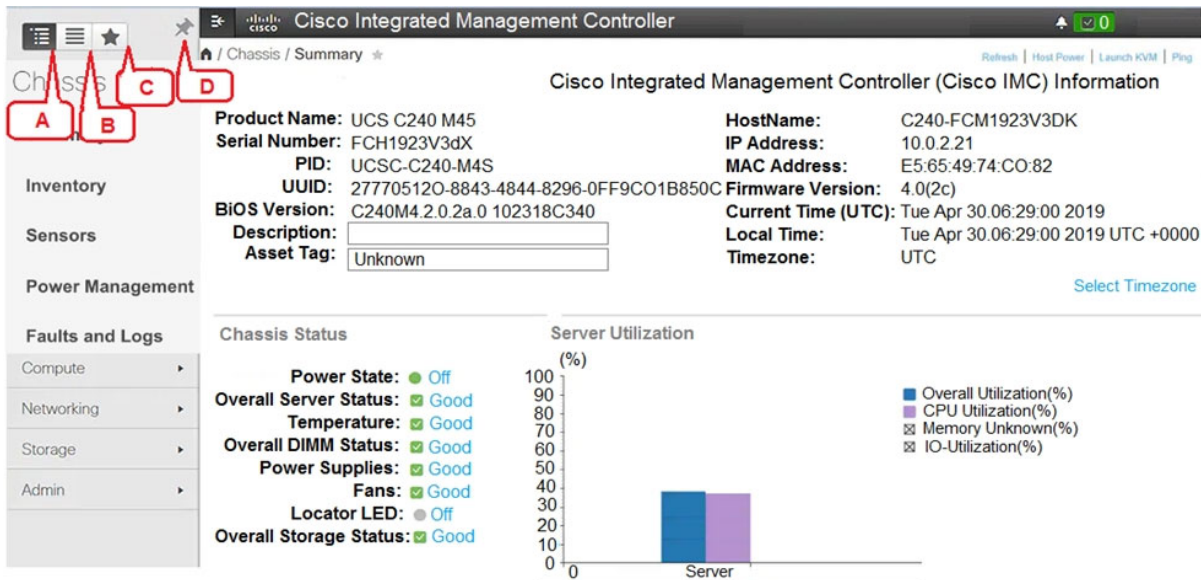 cisco Cisco Integrated Management Controller 0
/ Chassis / Summary
Refresh | Host Power | Launch KVM | Ping
Cisco Integrated Management Controller (Cisco IMC) Information
A
B
C
D
Inventory
Sensors
Power Management
Faults and Logs
Compute
Networking
Storage
Admin
Product Name: UCS C240 M45
Serial Number: FCH1923V3dX
PID: UCSC-C240-M4S
UUID: 27770512O-8843-4844-8296-0FF9CO1B850C
BiOS Version: C240M4.2.0.2a.0 102318C340
Description:
Asset Tag: Unknown
HostName: C240-FCM1923V3DK
IP Address: 10.0.2.21
MAC Address: E5:65:49:74:CO:82
Firmware Version: 4.0(2c)
Current Time (UTC): Tue Apr 30.06:29:00 2019
Local Time: Tue Apr 30.06:29:00 2019 UTC +0000
Timezone: UTC
Select Timezone
Chassis Status
Power State: Off
Overall Server Status: Good
Temperature: Good
Overall DIMM Status: Good
Power Supplies: Good
Fans: Good
Locator LED: Off
Overall Storage Status: Good
Server Utilization
(%)
100
90
80
70
60
50
40
30
20
10
0
0 Server
Overall Utilization(%)
CPU Utilization(%)
Memory Unknown(%)
IO-Utilization(%)